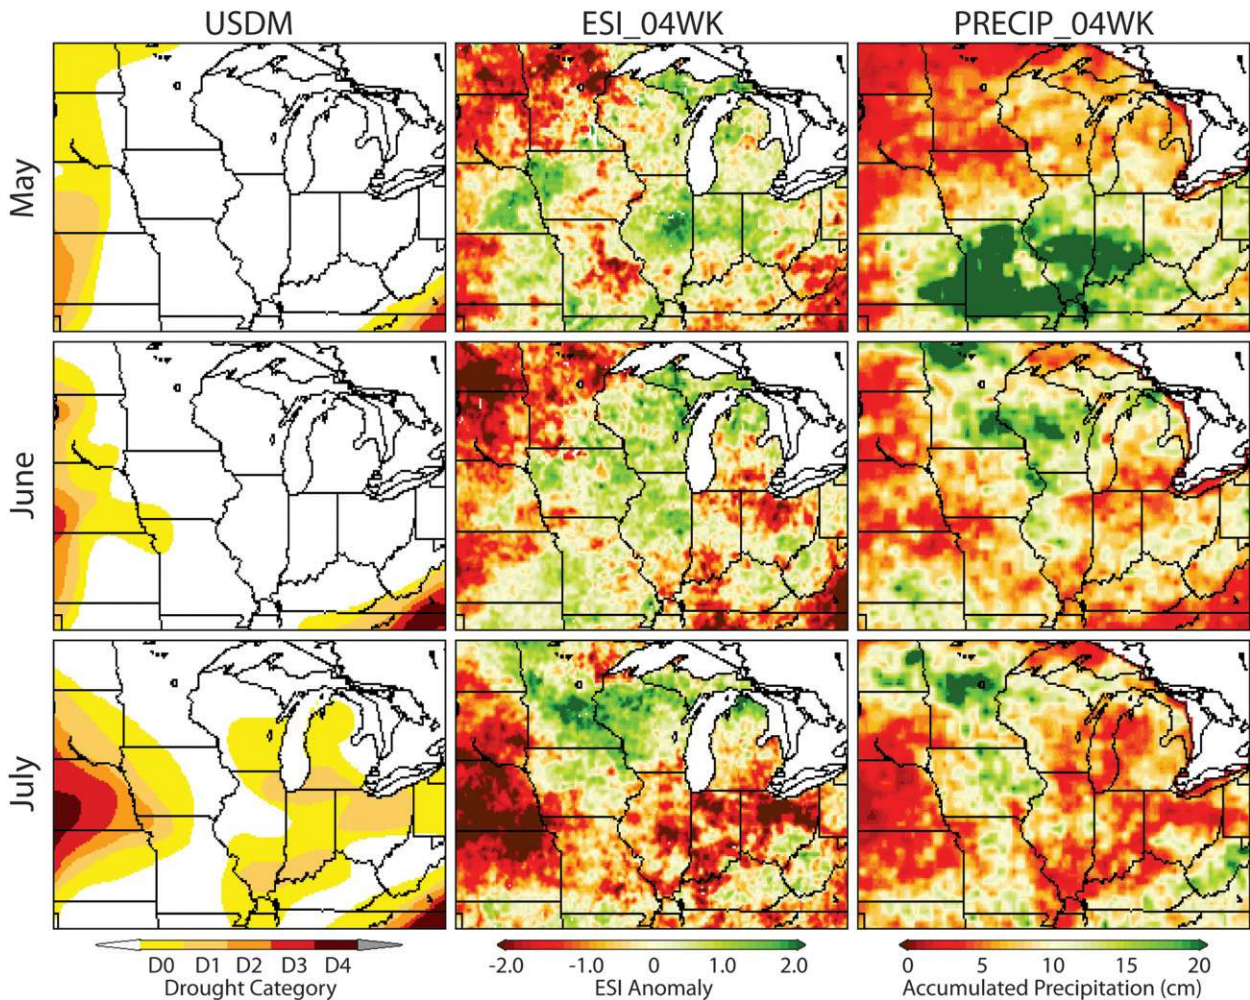 USDM ESI_04WK PRECIP_04WK
May
June
July
D0 D1 D2 D3 D4 -2.0 -1.0 0 1.0 2.0 0 5 10 15 20
Drought Category ESI Anomaly Accumulated Precipitation (cm)